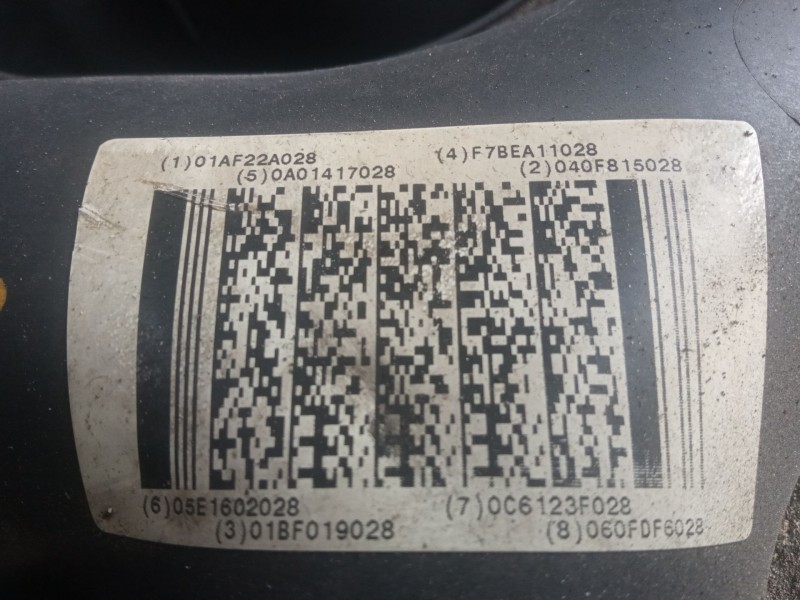 (1)01AF22A028 (4)F7BEA11028
(5)0A01417028 (2)040F815028
(6)05E1602028 (7)0C6123F028
(3)01BF019028 (8)060FDF6028